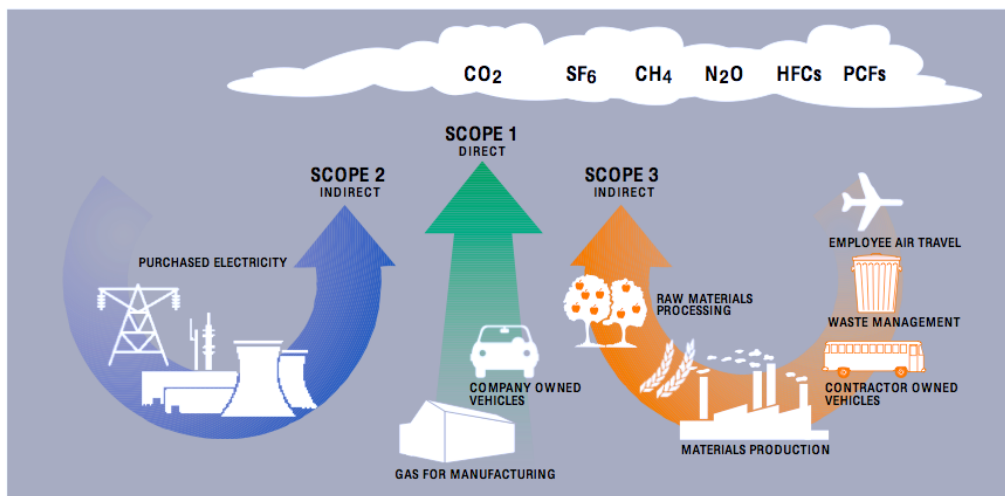 CO2 SF6 CH4 N2O HFCs PCFs
SCOPE 1
DIRECT
SCOPE 2
INDIRECT
SCOPE 3
INDIRECT
PURCHASED ELECTRICITY
COMPANY OWNED
VEHICLES
GAS FOR MANUFACTURING
RAW MATERIALS
PROCESSING
MATERIALS PRODUCTION
EMPLOYEE AIR TRAVEL
WASTE MANAGEMENT
CONTRACTOR OWNED
VEHICLES